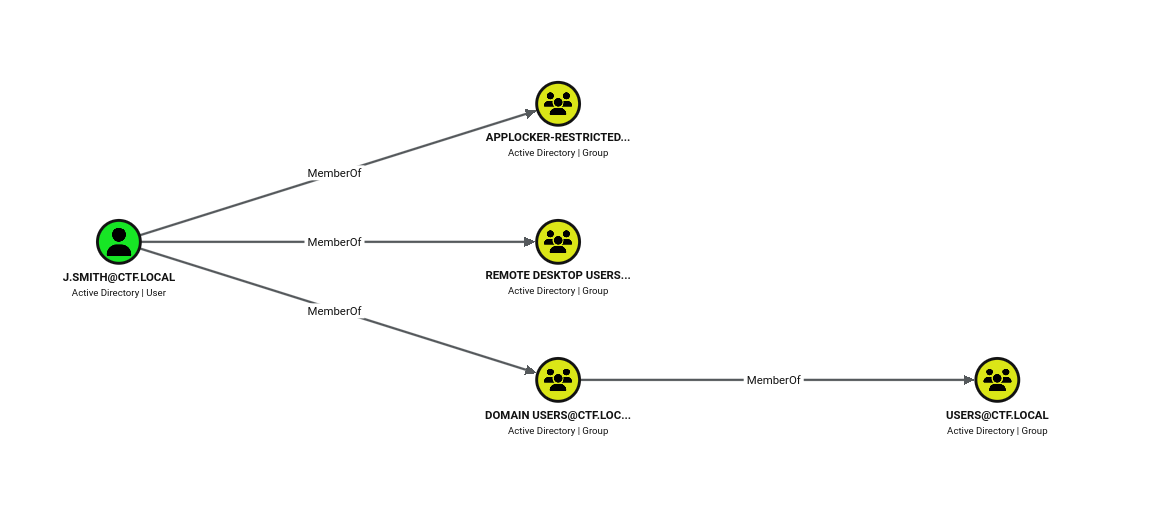 APPLOCKER-RESTRICTED...
Active Directory | Group
MemberOf
MemberOf
J.SMITH@CTF.LOCAL
Active Directory | User
REMOTE DESKTOP USERS...
Active Directory | Group
MemberOf
MemberOf
DOMAIN USERS@CTF.LOC...
Active Directory | Group
USERS@CTF.LOCAL
Active Directory | Group